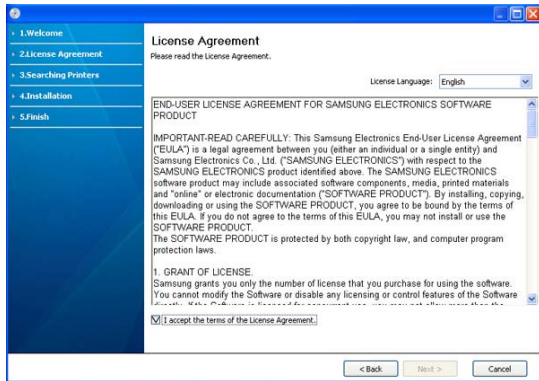 1.Welcome
2.License Agreement
3.Searching Printers
4.Installation
5.Finish
License Agreement
Please read the License Agreement.
License Language: English
END-USER LICENSE AGREEMENT FOR SAMSUNG ELECTRONICS SOFTWARE
PRODUCT
IMPORTANT-READ CAREFULLY: This Samsung Electronics End-User License Agreement
("EULA") is a legal agreement between you (either an individual or a single entity) and
Samsung Electronics Co., Ltd. ("SAMSUNG ELECTRONICS") with respect to the
SAMSUNG ELECTRONICS product identified above. The SAMSUNG ELECTRONICS
software product may include associated software components, media, printed materials
and "online" or electronic documentation ("SOFTWARE PRODUCT"). By installing, copying,
downloading or using the SOFTWARE PRODUCT, you agree to be bound by the terms of
this EULA. If you do not agree to the terms of this EULA, you may not install or use the
SOFTWARE PRODUCT.
The SOFTWARE PRODUCT is protected by both copyright law, and computer program
protection laws.
1. GRANT OF LICENSE.
Samsung grants you only the number of license that you purchase for using the software.
You cannot modify the Software or disable any licensing or control features of the Software
I accept the terms of the License Agreement.
< Back
Next >
Cancel